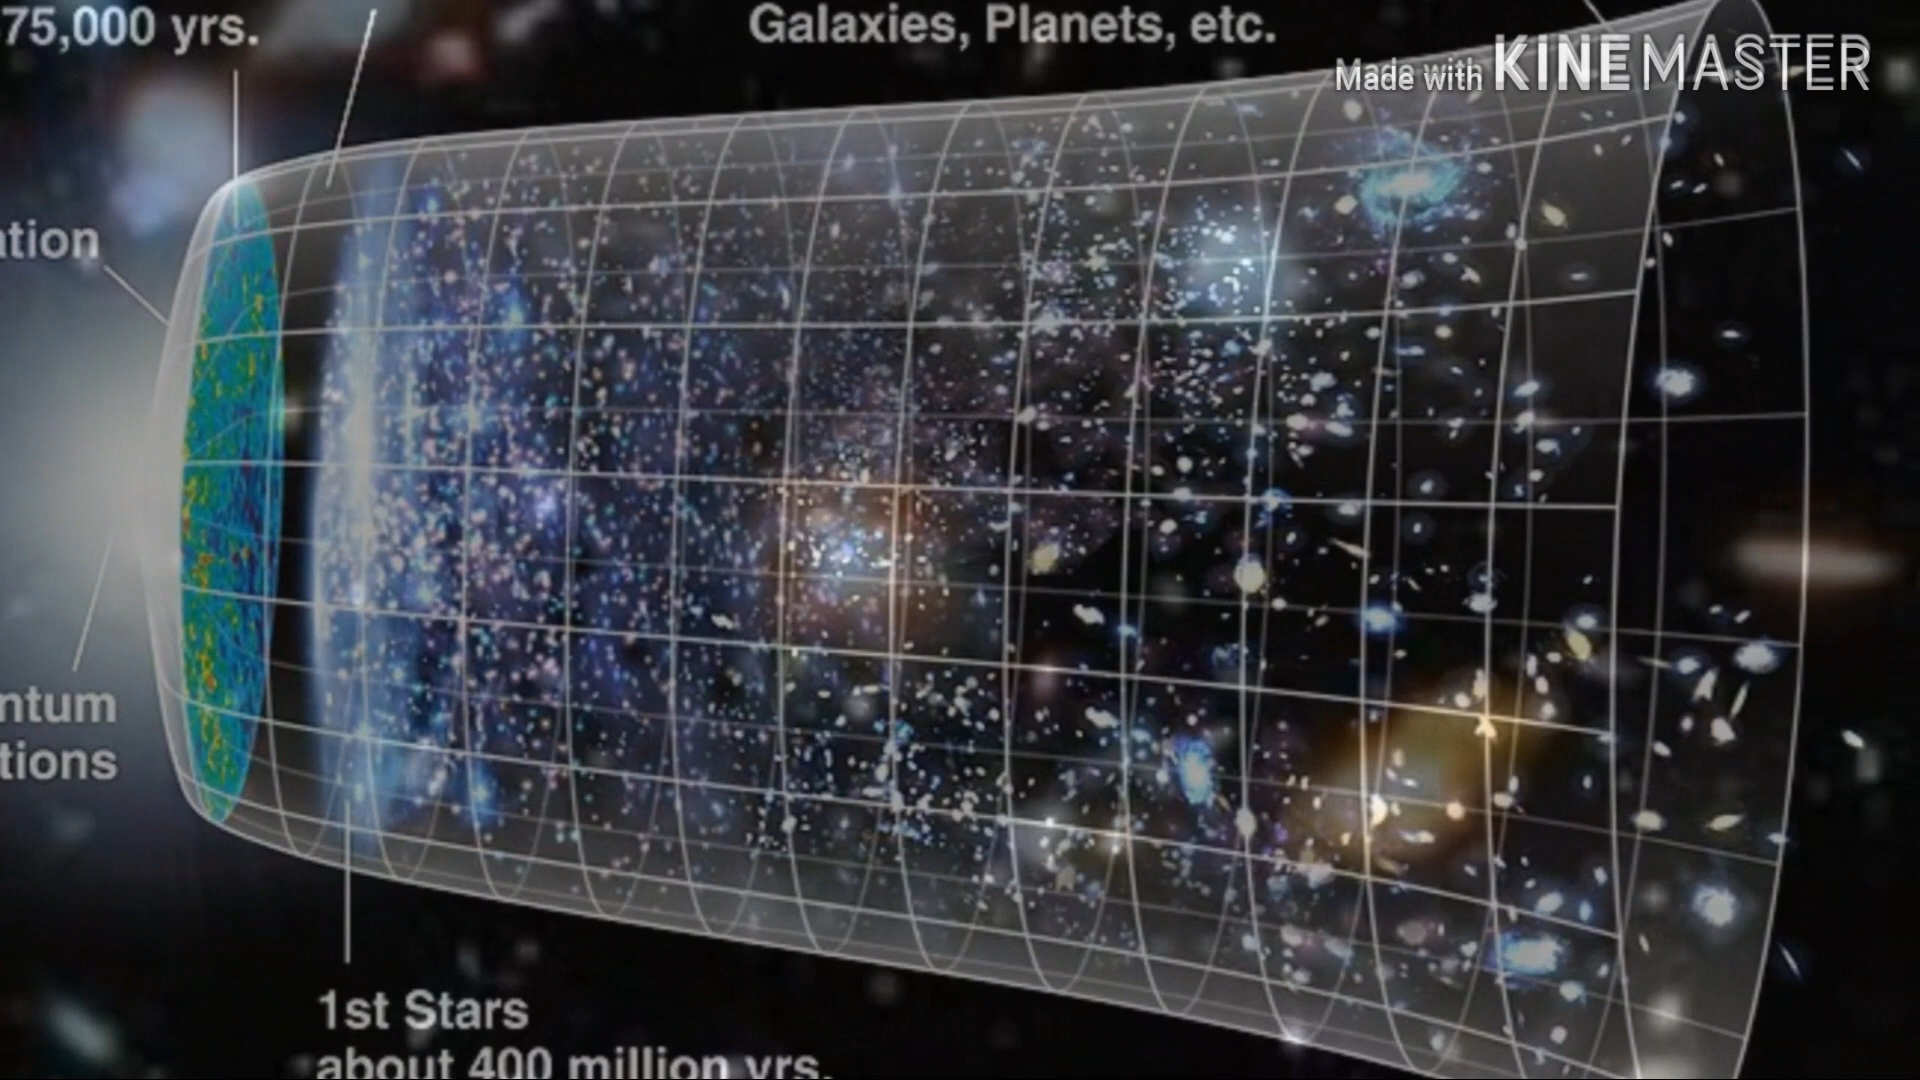 75,000 yrs.
Galaxies, Planets, etc.
Made with KINEMASTER
ation
ntum
tions
1st Stars
about 400 million yrs.